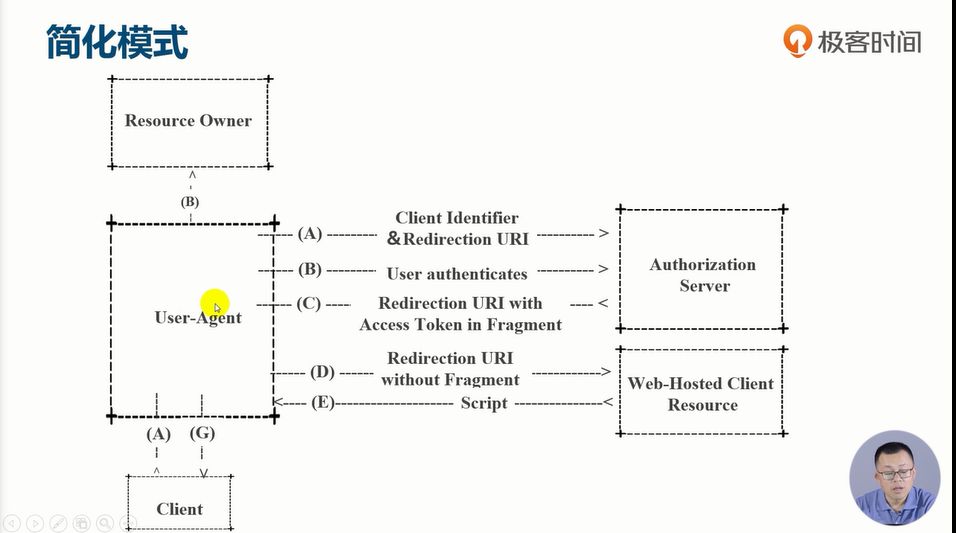 简化模式
极客时间
Resource Owner
(B)
(A)
Client Identifier
&Redirection URI
(B)
User authenticates
(C)
Redirection URI with
Access Token in Fragment
Authorization
Server
User-Agent
(D)
Redirection URI
without Fragment
(E)
Script
Web-Hosted Client
Resource
(A)
(G)
Client